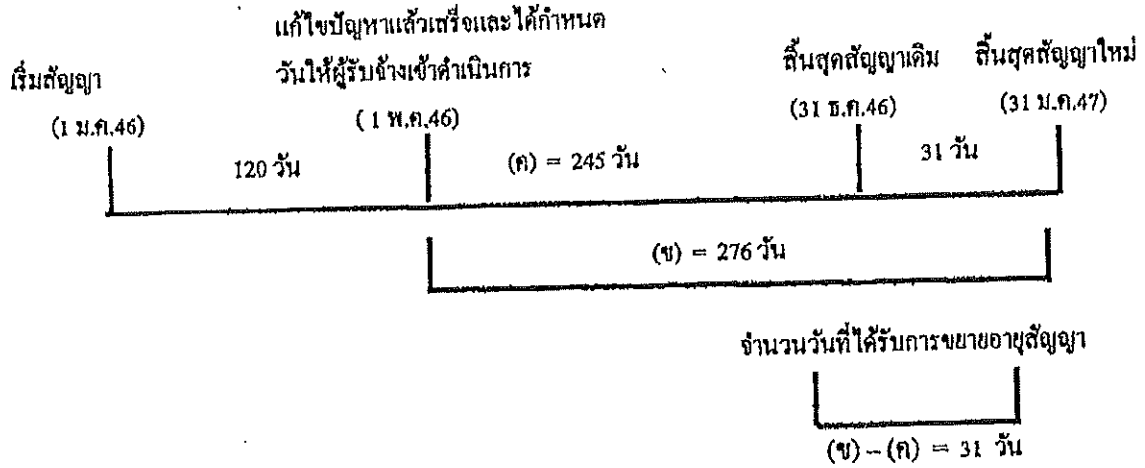 แก้ไขปัญหาแล้วเสร็จและได้กำหนด
วันให้ผู้รับจ้างเข้าดำเนินการ
เริ่มสัญญา
สิ้นสุดสัญญาเดิม
สิ้นสุดสัญญาใหม่
(1 ม.ค.46)
( 1 พ.ค.46)
(31 ธ.ค.46)
(31 ม.ค.47)
120 วัน
(ค) = 245 วัน
31 วัน
(ข) = 276 วัน
จำนวนวันที่ได้รับการขยายอายุสัญญา
(ข) – (ค) = 31 วัน